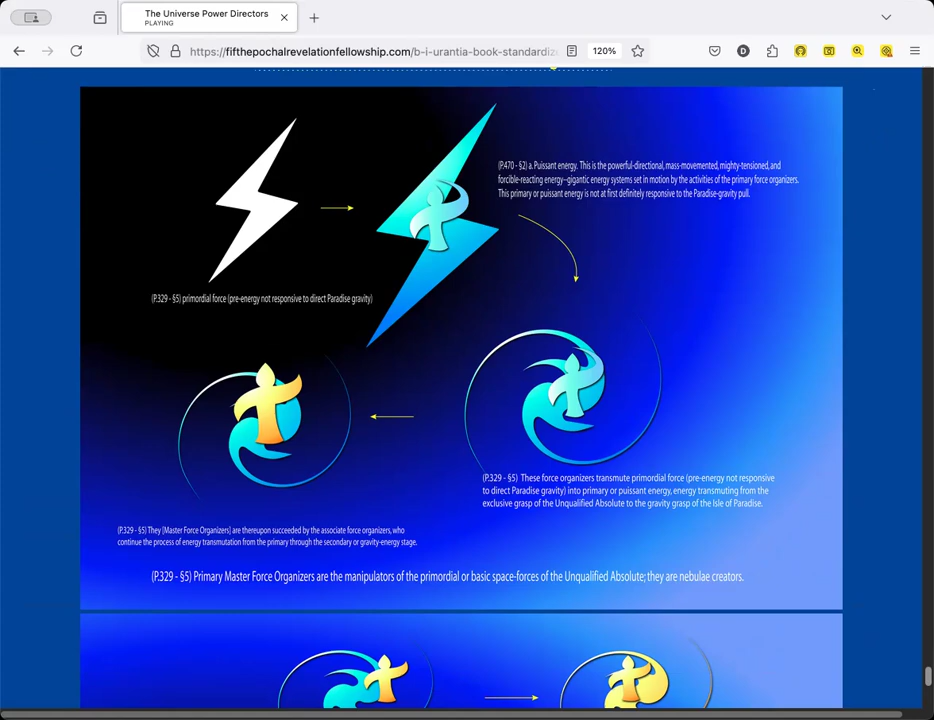 The Universe Power Directors
PLAYING
https://fifthepochalrevelationfellowship.com/b-i-urantia-book-standardize
120%
D
(P.470 - §2) a. Puissant energy. This is the powerful-directional, mass-movemented, mighty-tensioned, and
forcible-reacting energy–gigantic energy systems set in motion by the activities of the primary force organizers.
This primary or puissant energy is not at first definitely responsive to the Paradise-gravity pull.
(P.329 - §5) primordial force (pre-energy not responsive to direct Paradise gravity)
(P.329 - §5) These force organizers transmute primordial force (pre-energy not responsive
to direct Paradise gravity) into primary or puissant energy, energy transmuting from the
exclusive grasp of the Unqualified Absolute to the gravity grasp of the Isle of Paradise.
(P.329 - §5) They [Master Force Organizers] are thereupon succeeded by the associate force organizers, who
continue the process of energy transmutation from the primary through the secondary or gravity-energy stage.
(P.329 - §5) Primary Master Force Organizers are the manipulators of the primordial or basic space-forces of the Unqualified Absolute; they are nebulae creators.